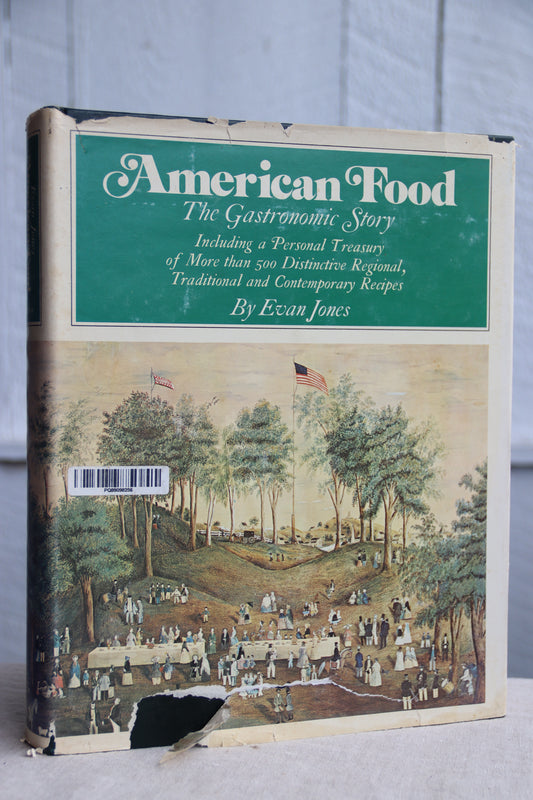 American Food
The Gastronomic Story
Including a Personal Treasury
of More than 500 Distinctive Regional,
Traditional and Contemporary Recipes
By Evan Jones
PQ89098256